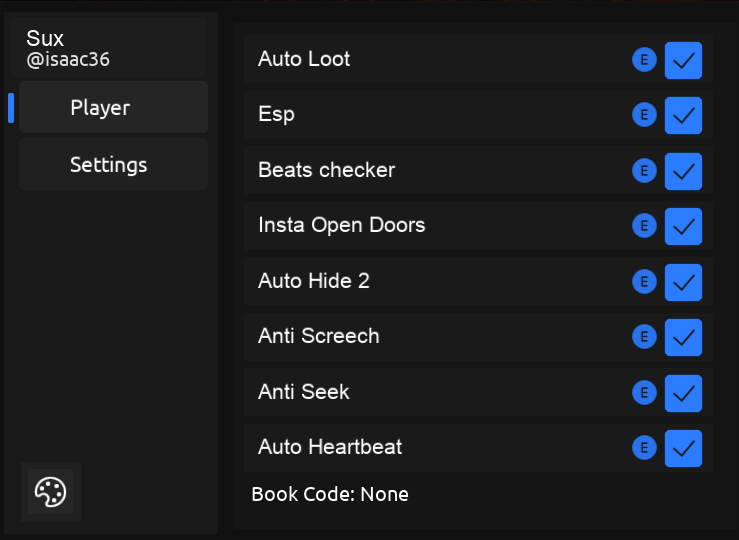 Sux
@isaac36
Player
Settings
Auto Loot E
Esp E
Beats checker E
Insta Open Doors E
Auto Hide 2 E
Anti Screech E
Anti Seek E
Auto Heartbeat E
Book Code: None